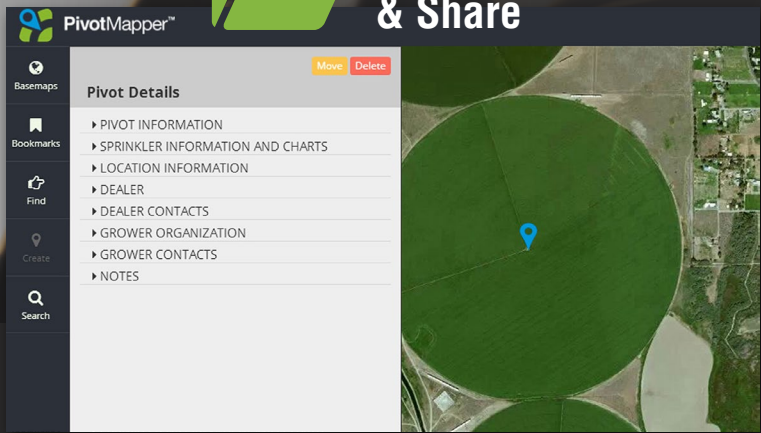 & Share
PivotMapper™
Basemaps
Bookmarks
Find
Create
Search
Move Delete
Pivot Details
PIVOT INFORMATION
SPRINKLER INFORMATION AND CHARTS
LOCATION INFORMATION
DEALER
DEALER CONTACTS
GROWER ORGANIZATION
GROWER CONTACTS
NOTES